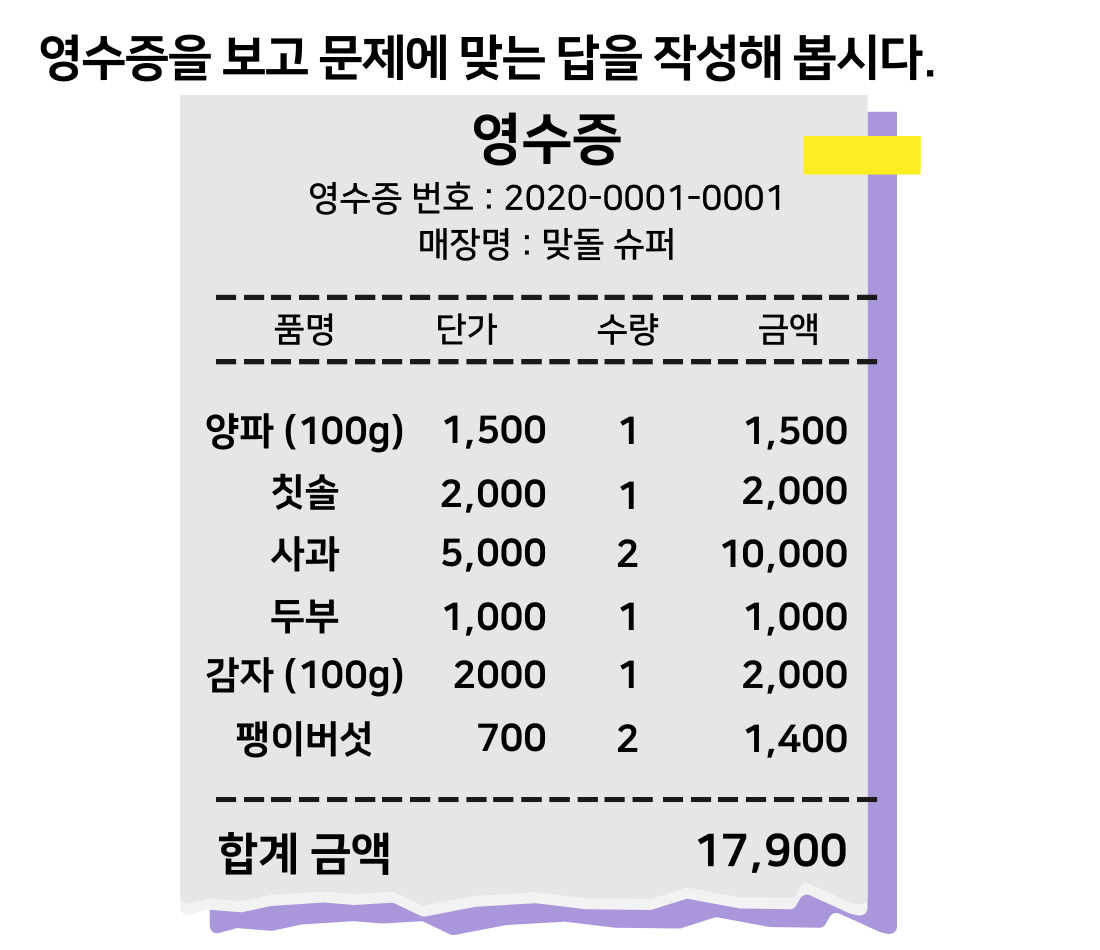 영수증을 보고 문제에 맞는 답을 작성해 봅시다.
영수증
영수증 번호 : 2020-0001-0001
매장명 : 맞돌 슈퍼
품명 단가 수량 금액
양파 (100g) 1,500 1 1,500
칫솔 2,000 1 2,000
사과 5,000 2 10,000
두부 1,000 1 1,000
감자 (100g) 2000 1 2,000
팽이버섯 700 2 1,400
합계 금액 17,900